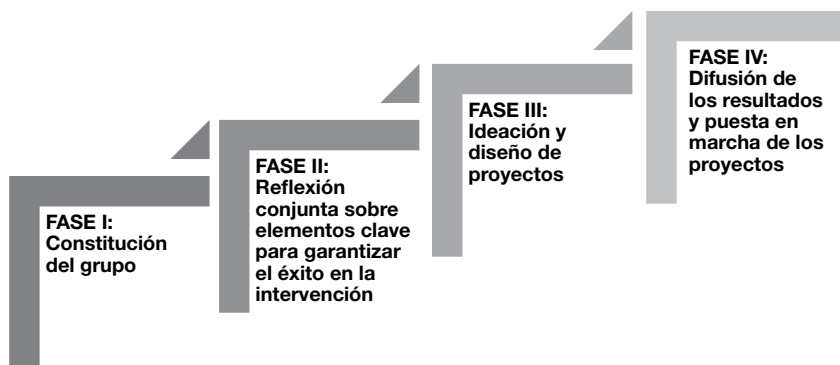 FASE I:
Constitución
del grupo
FASE II:
Reflexión
conjunta sobre
elementos clave
para garantizar
el éxito en la
intervención
FASE III:
Ideación y
diseño de
proyectos
FASE IV:
Difusión de
los resultados
y puesta en
marcha de los
proyectos